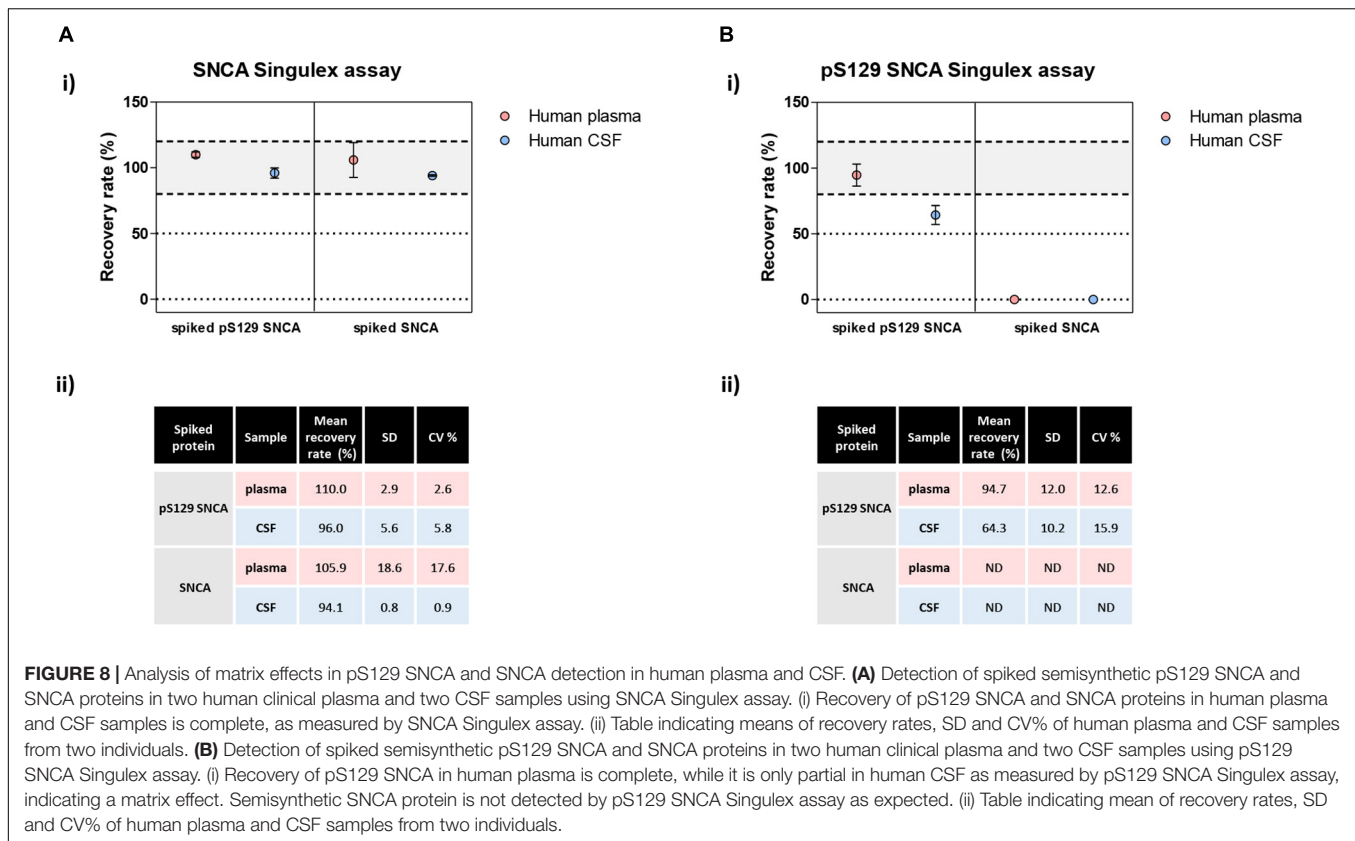 A
SNCA Singulex assay
i)
Recovery rate (%)
150
100
50
0
spiked pS129 SNCA
spiked SNCA
Human plasma
Human CSF
ii)
Spiked protein Sample Mean recovery rate (%) SD CV %
pS129 SNCA plasma 110.0 2.9 2.6
CSF 96.0 5.6 5.8
SNCA plasma 105.9 18.6 17.6
CSF 94.1 0.8 0.9
B
pS129 SNCA Singulex assay
i)
Recovery rate (%)
150
100
50
0
spiked pS129 SNCA
spiked SNCA
Human plasma
Human CSF
ii)
Spiked protein Sample Mean recovery rate (%) SD CV %
pS129 SNCA plasma 94.7 12.0 12.6
CSF 64.3 10.2 15.9
SNCA plasma ND ND ND
CSF ND ND ND
FIGURE 8 | Analysis of matrix effects in pS129 SNCA and SNCA detection in human plasma and CSF. (A) Detection of spiked semisynthetic pS129 SNCA and
SNCA proteins in two human clinical plasma and two CSF samples using SNCA Singulex assay. (i) Recovery of pS129 SNCA and SNCA proteins in human plasma
and CSF samples is complete, as measured by SNCA Singulex assay. (ii) Table indicating means of recovery rates, SD and CV% of human plasma and CSF samples
from two individuals. (B) Detection of spiked semisynthetic pS129 SNCA and SNCA proteins in two human clinical plasma and two CSF samples using pS129
SNCA Singulex assay. (i) Recovery of pS129 SNCA in human plasma is complete, while it is only partial in human CSF as measured by pS129 SNCA Singulex assay,
indicating a matrix effect. Semisynthetic SNCA protein is not detected by pS129 SNCA Singulex assay as expected. (ii) Table indicating mean of recovery rates, SD
and CV% of human plasma and CSF samples from two individuals.